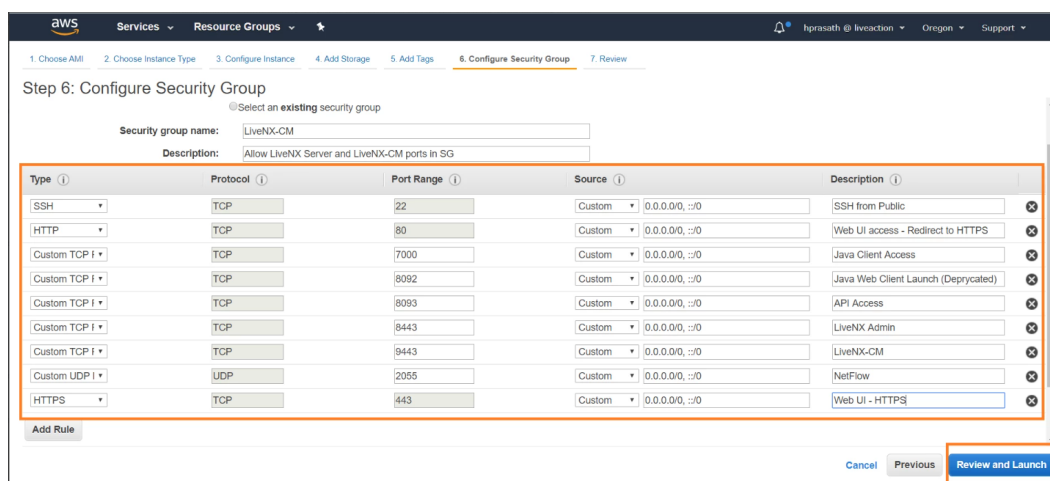 aws Services Resource Groups hprasath @ liveaction Oregon Support
1. Choose AMI 2. Choose Instance Type 3. Configure Instance 4. Add Storage 5. Add Tags 6. Configure Security Group 7. Review
Step 6: Configure Security Group
Select an existing security group
Security group name: LiveNX-CM
Description: Allow LiveNX Server and LiveNX-CM ports in SG
Type i Protocol i Port Range i Source i Description i
SSH TCP 22 Custom 0.0.0.0/0, ::/0 SSH from Public
HTTP TCP 80 Custom 0.0.0.0/0, ::/0 Web UI access - Redirect to HTTPS
Custom TCP TCP 7000 Custom 0.0.0.0/0, ::/0 Java Client Access
Custom TCP TCP 8092 Custom 0.0.0.0/0, ::/0 Java Web Client Launch (Deprycated)
Custom TCP TCP 8093 Custom 0.0.0.0/0, ::/0 API Access
Custom TCP TCP 8443 Custom 0.0.0.0/0, ::/0 LiveNX Admin
Custom TCP TCP 9443 Custom 0.0.0.0/0, ::/0 LiveNX-CM
Custom UDP UDP 2055 Custom 0.0.0.0/0, ::/0 NetFlow
HTTPS TCP 443 Custom 0.0.0.0/0, ::/0 Web UI - HTTPS
Add Rule
Cancel Previous Review and Launch